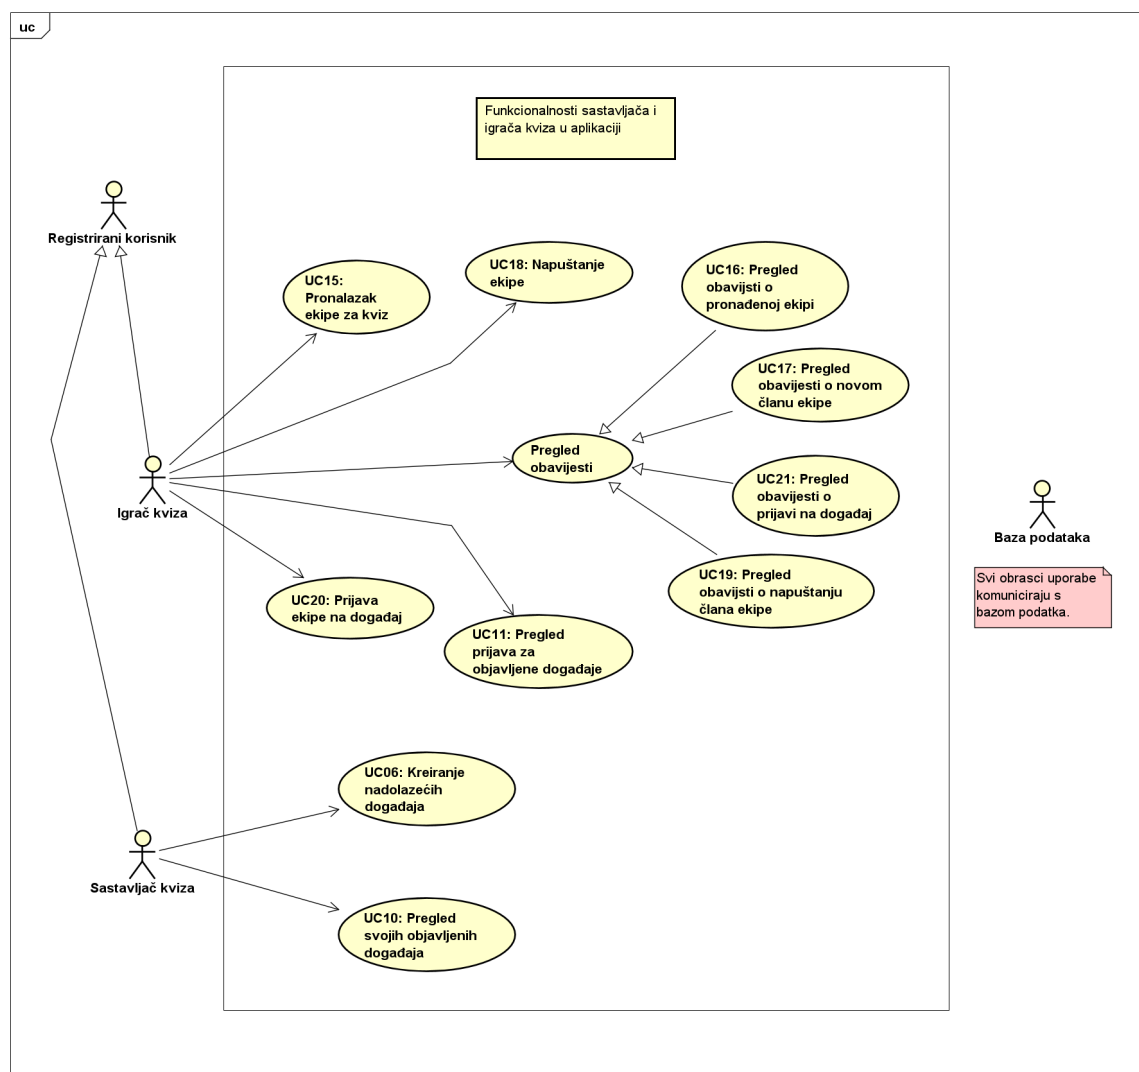 uc
Funkcionalnosti sastavljača i
igrača kviza u aplikaciji
Registrirani korisnik
UC15:
Pronalazak
ekipe za kviz
UC18: Napuštanje
ekipe
UC16: Pregled
obavijsti o
pronađenoj ekipi
UC17: Pregled
obavijesti o novom
članu ekipe
Pregled
obavijesti
UC21: Pregled
obavijesti o
prijavi na događaj
Igrač kviza
Baza podataka
Svi obrasci uporabe
komuniciraju s
bazom podatka.
UC19: Pregled
obavijsti o napuštanju
člana ekipe
UC20: Prijava
ekipe na događaj
UC11: Pregled
prijava za
objavljene događaje
UC06: Kreiranje
nadolazećih
događaja
Sastavljač kviza
UC10: Pregled
svojih objavljenih
događaja